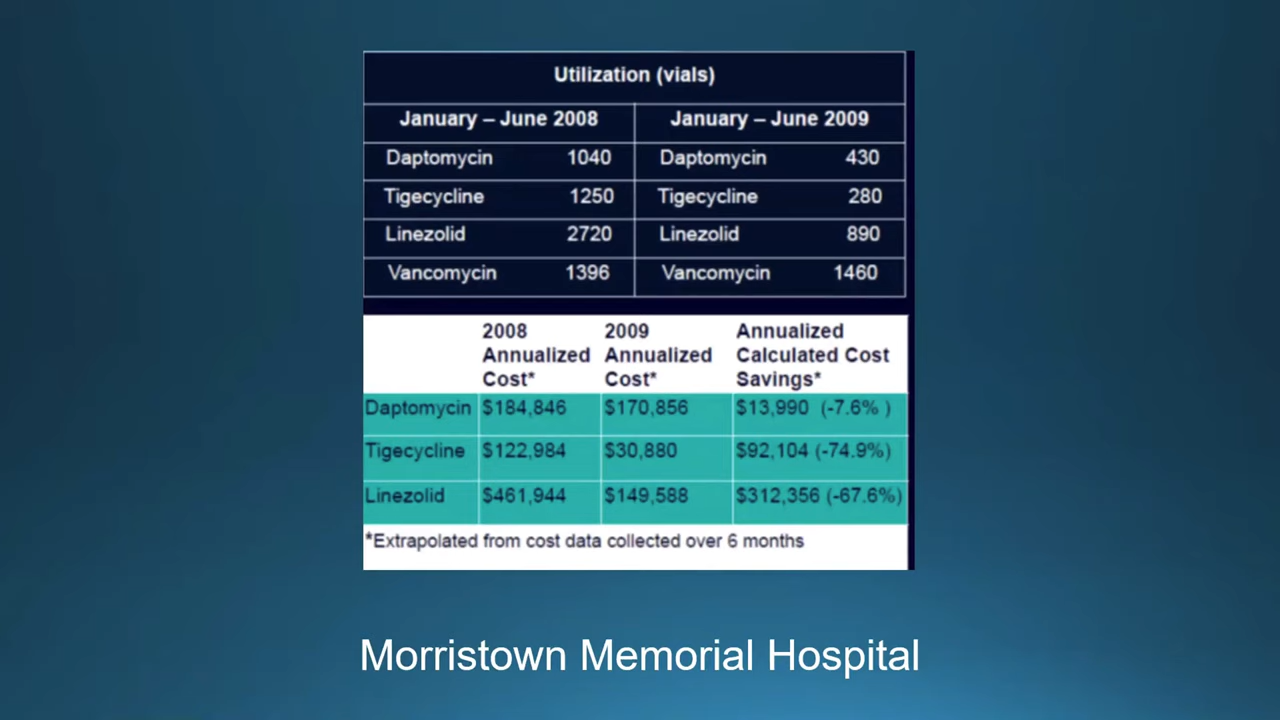 Utilization (vials)
January – June 2008 January – June 2009
Daptomycin 1040 Daptomycin 430
Tigecycline 1250 Tigecycline 280
Linezolid 2720 Linezolid 890
Vancomycin 1396 Vancomycin 1460
2008 Annualized Cost* 2009 Annualized Cost* Annualized Calculated Cost Savings*
Daptomycin $184,846 $170,856 $13,990 (-7.6% )
Tigecycline $122,984 $30,880 $92,104 (-74.9%)
Linezolid $461,944 $149,588 $312,356 (-67.6%)
*Extrapolated from cost data collected over 6 months
Morristown Memorial Hospital